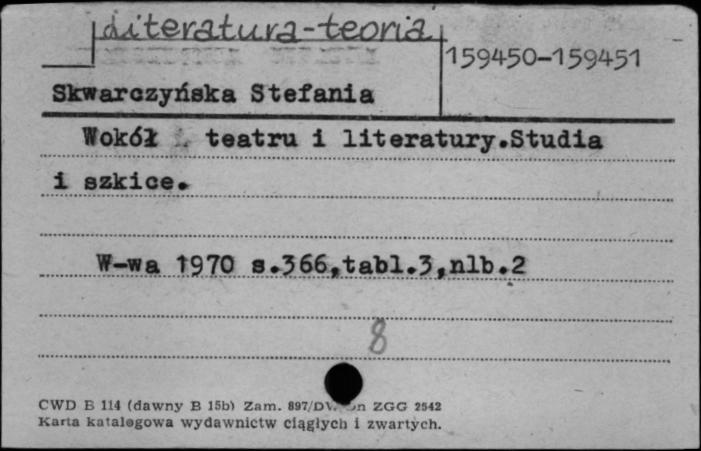 Literatura-teoria
159450-159451
Skwarczyńska Stefania
Wokół teatru i literatury.Studia
i szkice.
W-wa 1970 s.366,tabl.3,nlb.2
8
CWD B 114 (dawny B 15b) Zam. 897/ ZGG 2542
Karta katalogowa wydawnictw ciągłych i zwartych.